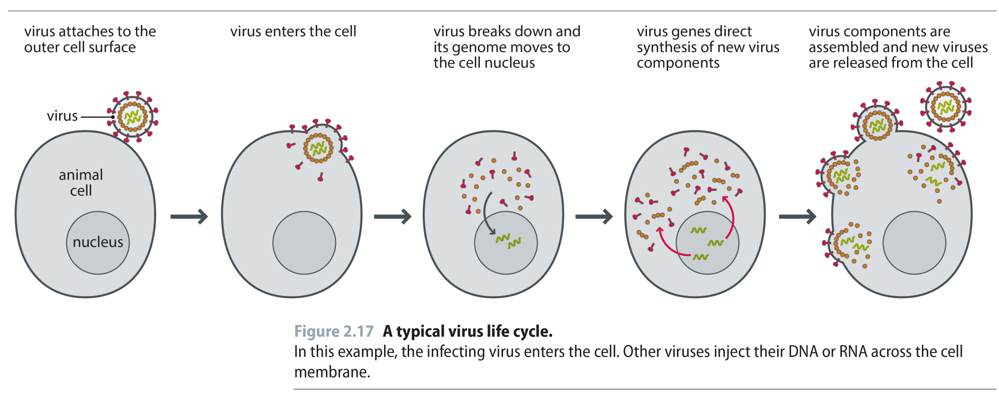 virus attaches to the
outer cell surface
virus enters the cell
virus breaks down and
its genome moves to
the cell nucleus
virus genes direct
synthesis of new virus
components
virus components are
assembled and new viruses
are released from the cell
virus
animal
cell
nucleus
Figure 2.17 A typical virus life cycle.
In this example, the infecting virus enters the cell. Other viruses inject their DNA or RNA across the cell
membrane.